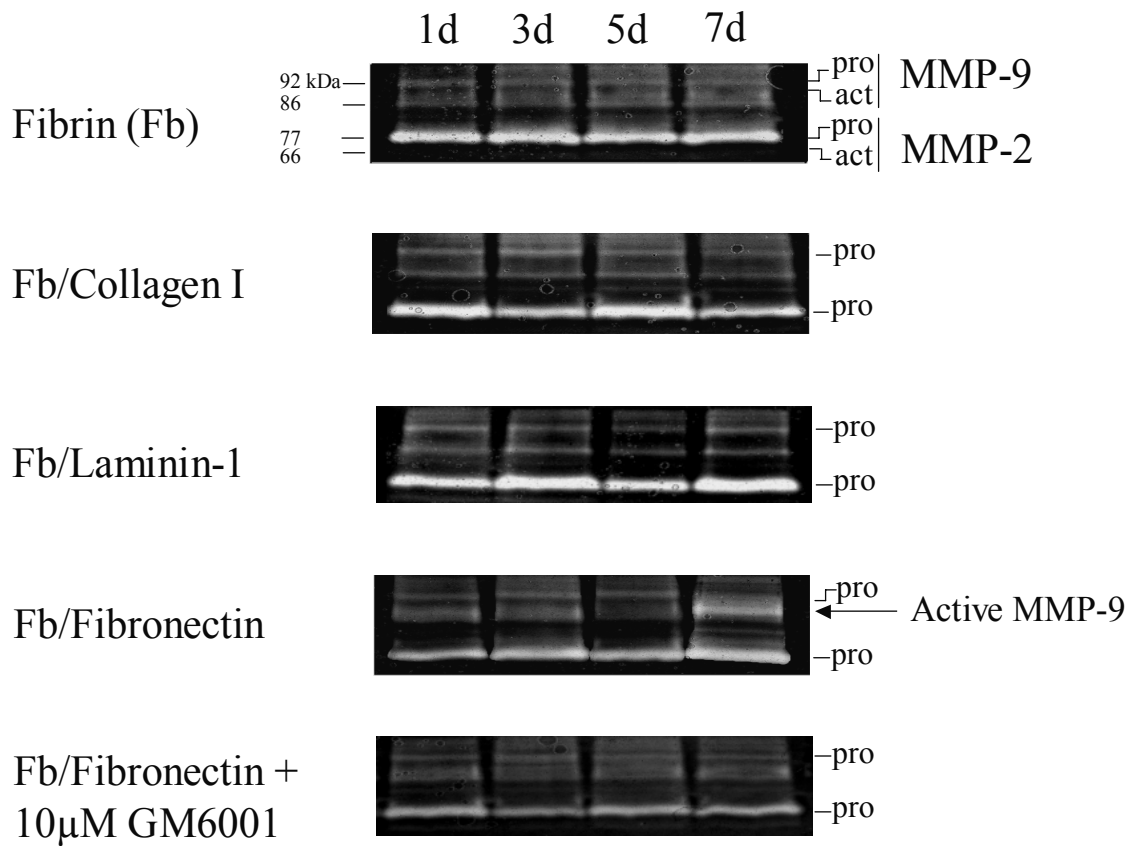 1d 3d 5d 7d
Fibrin (Fb)
92 kDa
86
77
66
pro
act
MMP-9
pro
act
MMP-2
Fb/Collagen I
pro
pro
Fb/Laminin-1
pro
pro
Fb/Fibronectin
pro
Active MMP-9
pro
Fb/Fibronectin +
10µM GM6001
pro
pro